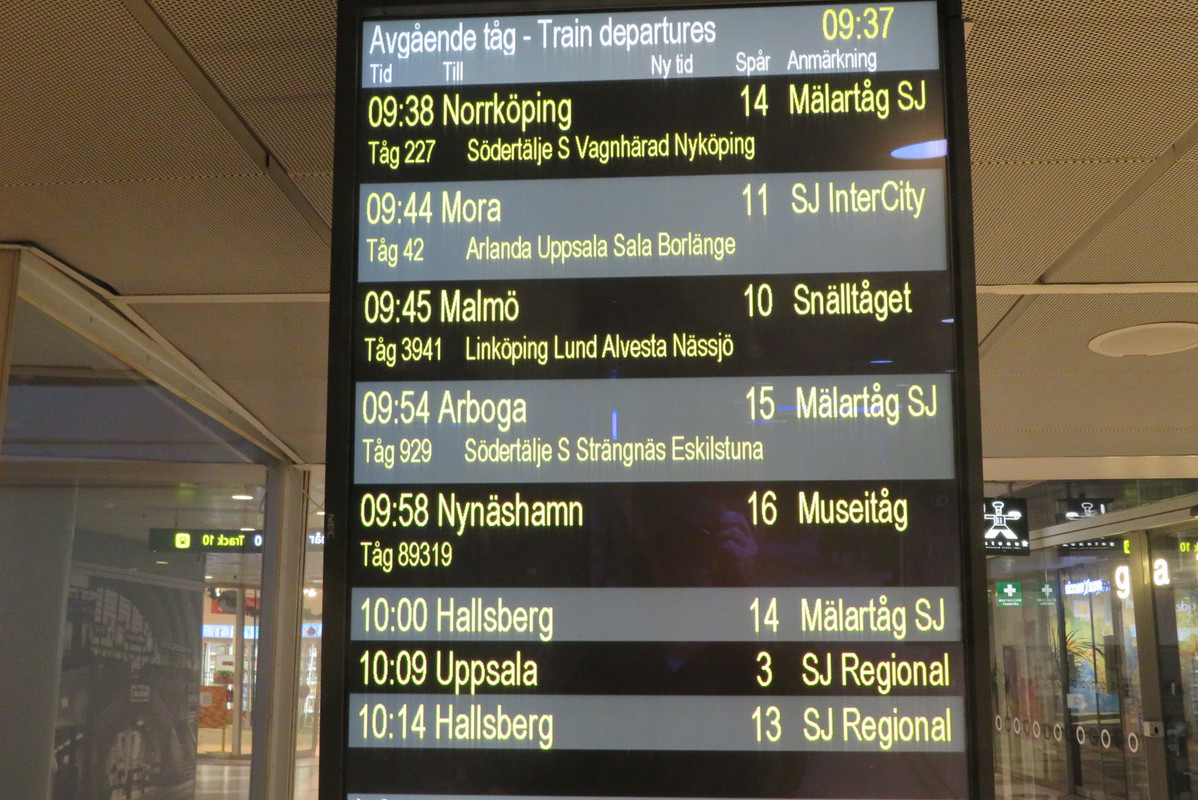 Avgående tåg - Train departures 09:37
Tid Till Ny tid Spår Anmärkning
09:38 Norrköping 14 Mälartåg SJ
Tåg 227 Södertälje S Vagnhärad Nyköping
09:44 Mora 11 SJ InterCity
Tåg 42 Arlanda Uppsala Sala Borlänge
09:45 Malmö 10 Snälltåget
Tåg 3941 Linköping Lund Alvesta Nässjö
09:54 Arboga 15 Mälartåg SJ
Tåg 929 Södertälje S Strängnäs Eskilstuna
09:58 Nynäshamn 16 Museitåg
Tåg 89319
10:00 Hallsberg 14 Mälartåg SJ
10:09 Uppsala 3 SJ Regional
10:14 Hallsberg 13 SJ Regional
Track 10